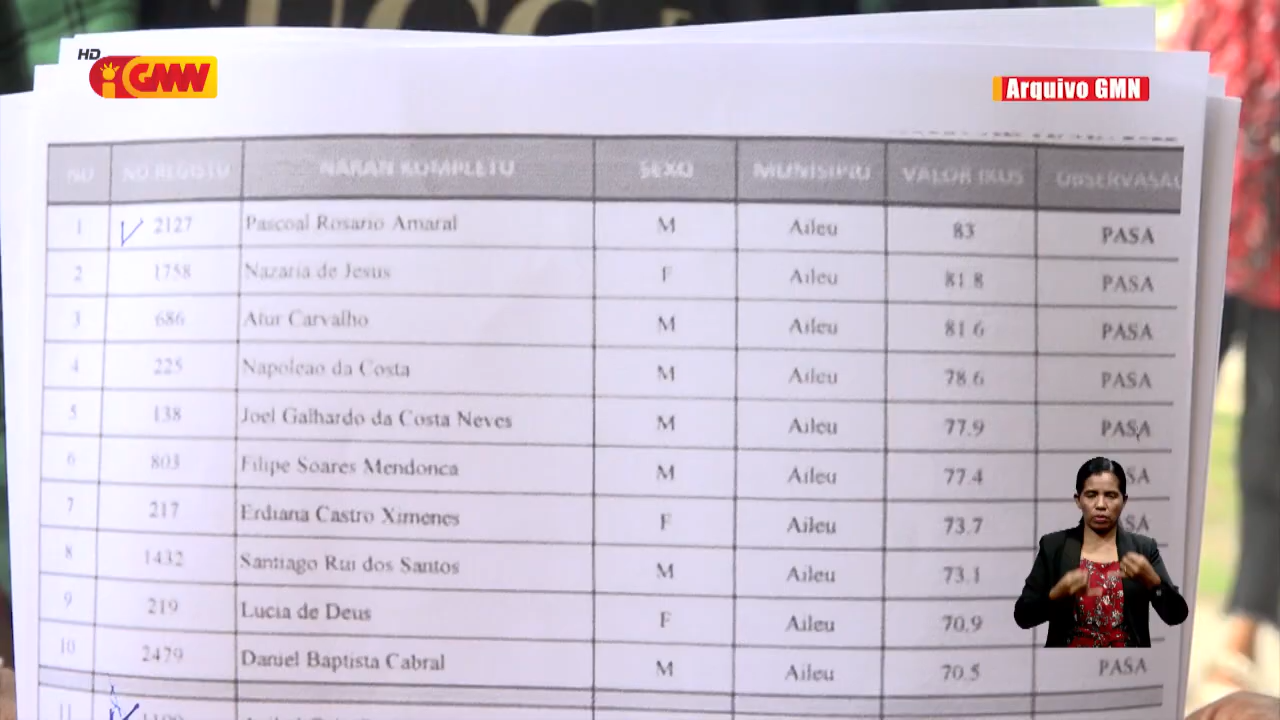 HD
GMN
Arquivo GMN
NO NO REGISTU NARAN KOMPLETU SEXO MUNISIPIU VALOR IKUS OBSERVASAU
1 2127 Pascoal Rosario Amaral M Aileu 83 PASA
2 1758 Nazaria de Jesus F Aileu 81.8 PASA
3 686 Atur Carvalho M Aileu 81.6 PASA
4 225 Napoleao da Costa M Aileu 78.6 PASA
5 138 Joel Galhardo da Costa Neves M Aileu 77.9 PASA
6 803 Filipe Soares Mendonca M Aileu 77.4 SA
7 217 Erdiana Castro Ximenes F Aileu 73.7 SA
8 1432 Santiago Rui dos Santos M Aileu 73.1
9 219 Lucia de Deus F Aileu 70.9
10 2479 Daniel Baptista Cabral M Aileu 70.5 PASA
11